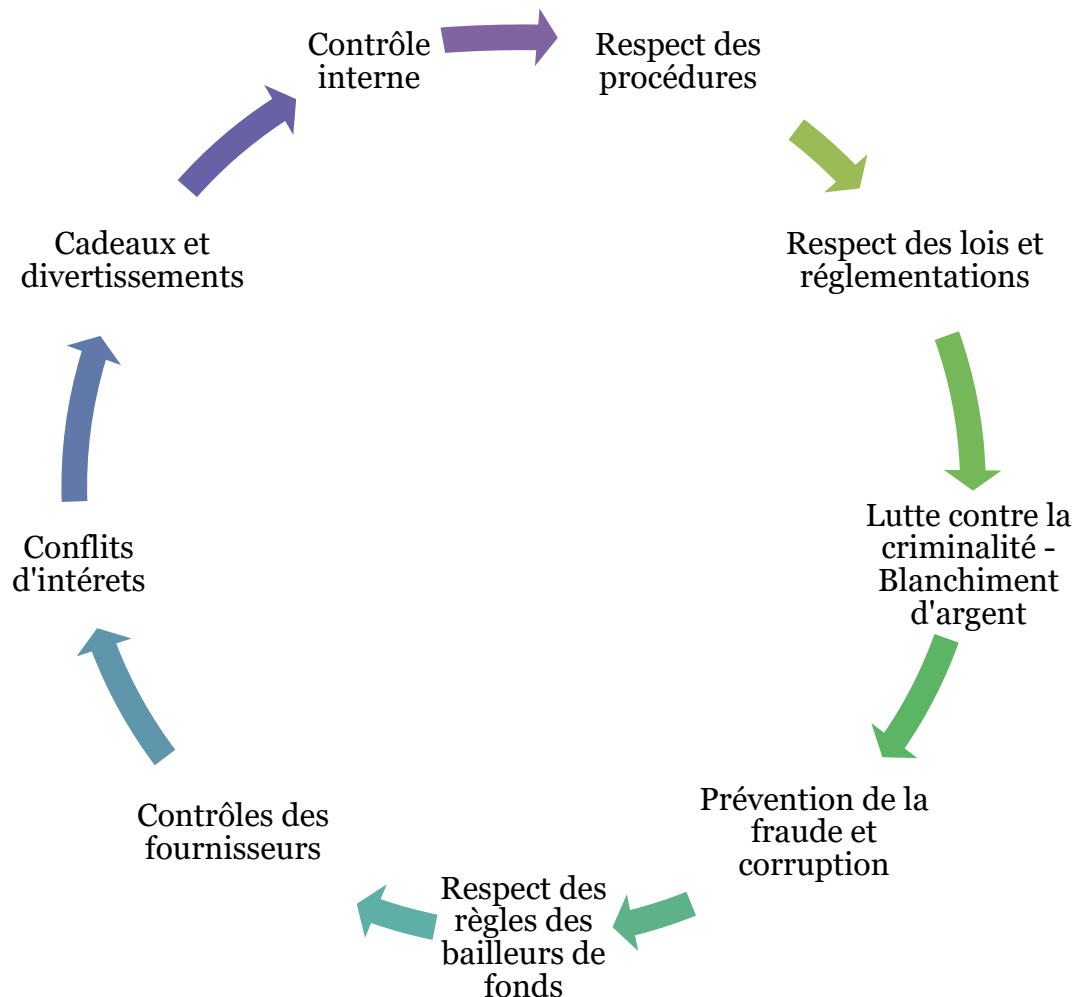 Contrôle
interne
Respect des
procédures
Respect des lois et
réglementations
Lutte contre la
criminalité -
Blanchiment
d'argent
Prévention de la
fraude et
corruption
Respect des
règles des
bailleurs de
fonds
Contrôles des
fournisseurs
Conflits
d'intérets
Cadeaux et
divertissements